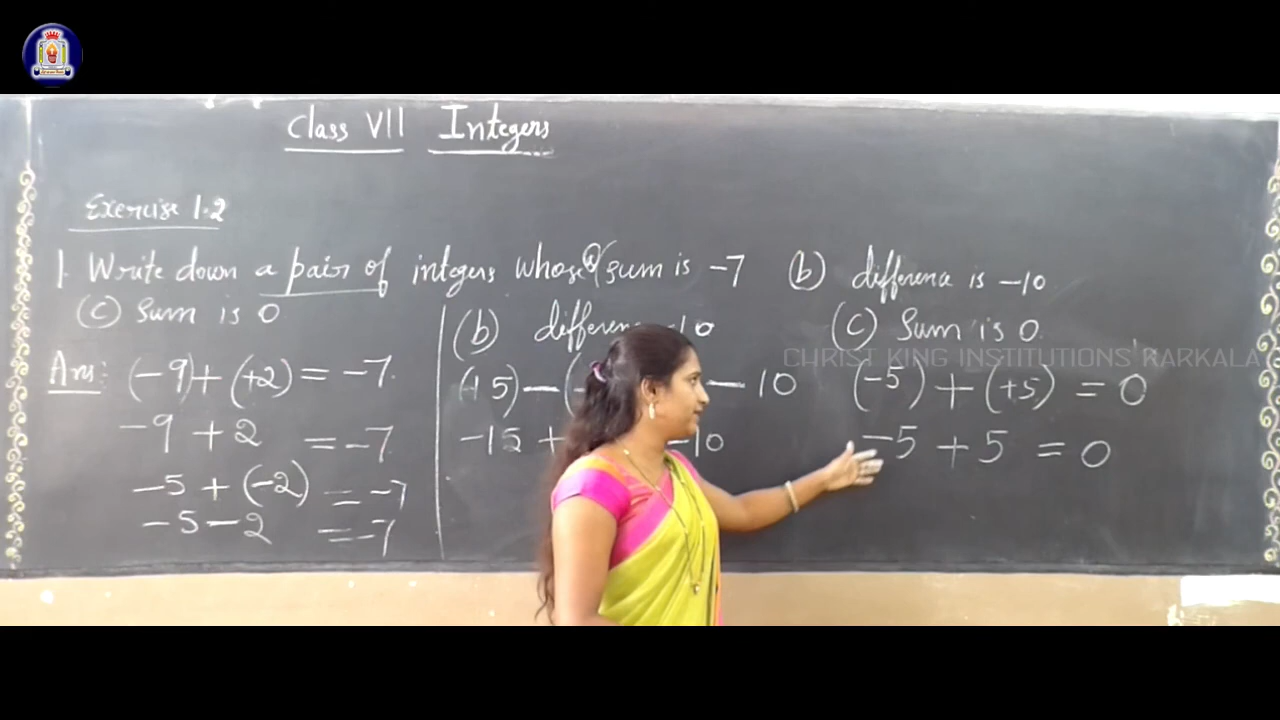 Class VII Integers
Exercise 1.2
1. Write down a pair of integers whose (a) sum is -7 (b) difference is -10
(c) Sum is 0
Ans: (-9)+(+2) = -7
-9 + 2 = -7
-5 + (-2) = -7
-5 - 2 = -7
(b) 10
5) - ( - 10
-15 + -10
(c) Sum is 0
(-5) + (+5) = 0
-5 + 5 = 0
CHRIST KING INSTITUTIONS KARKALA